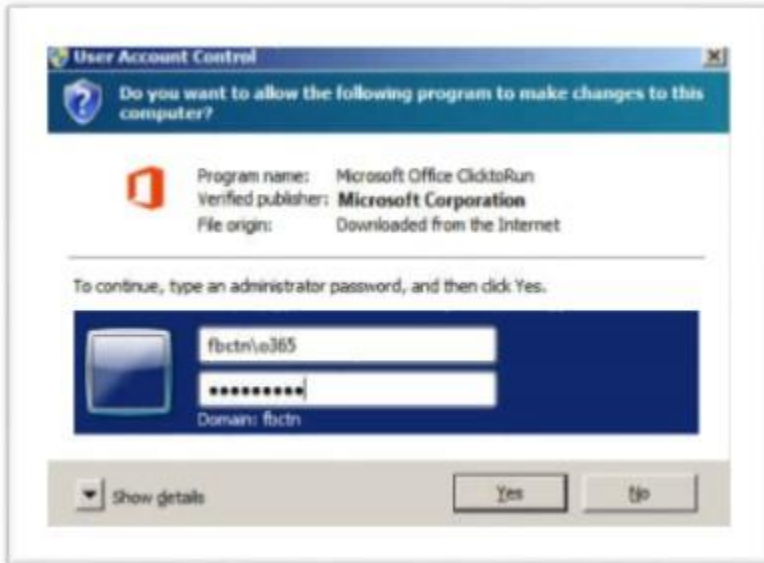 User Account Control
Do you want to allow the following program to make changes to this
computer?
Program name: Microsoft Office ClicktoRun
Verified publisher: Microsoft Corporation
File origin: Downloaded from the Internet
To continue, type an administrator password, and then click Yes.
fbctn\o365
•••••••••
Domain: fbctn
Show details
Yes
No